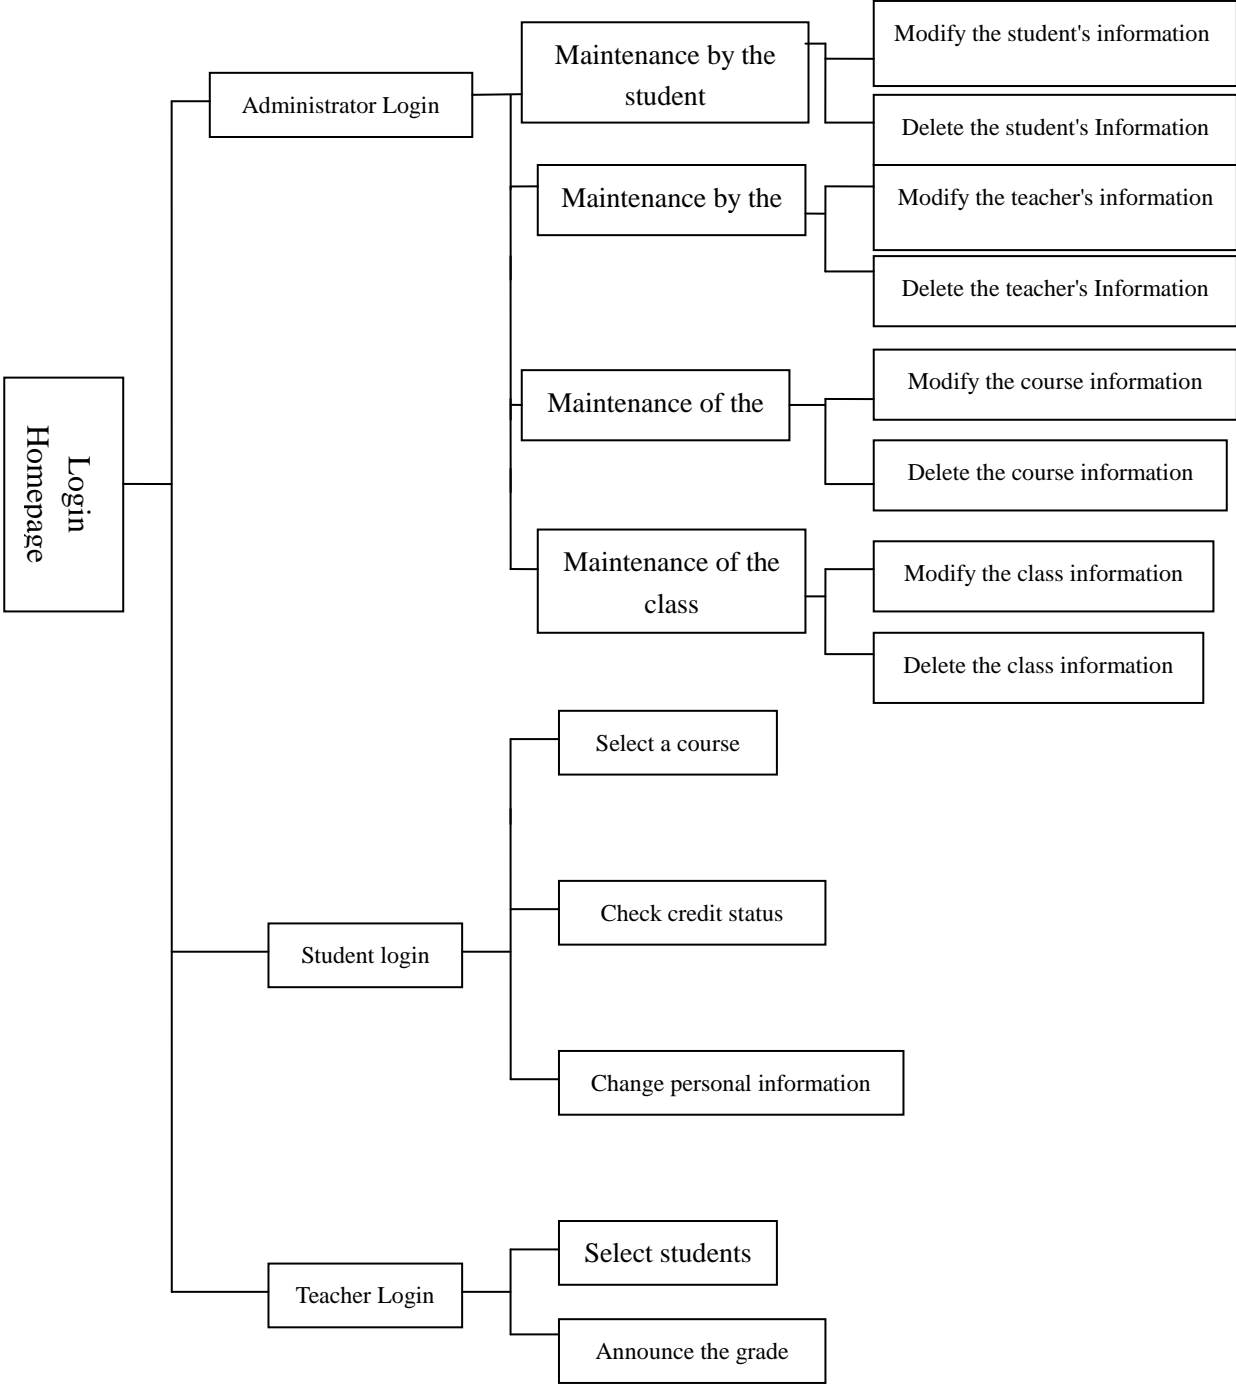 Login
Homepage
Administrator Login
Maintenance by the
student
Modify the student's information
Delete the student's Information
Maintenance by the
Modify the teacher's information
Delete the teacher's Information
Maintenance of the
Modify the course information
Delete the course information
Maintenance of the
class
Modify the class information
Delete the class information
Student login
Select a course
Check credit status
Change personal information
Teacher Login
Select students
Announce the grade